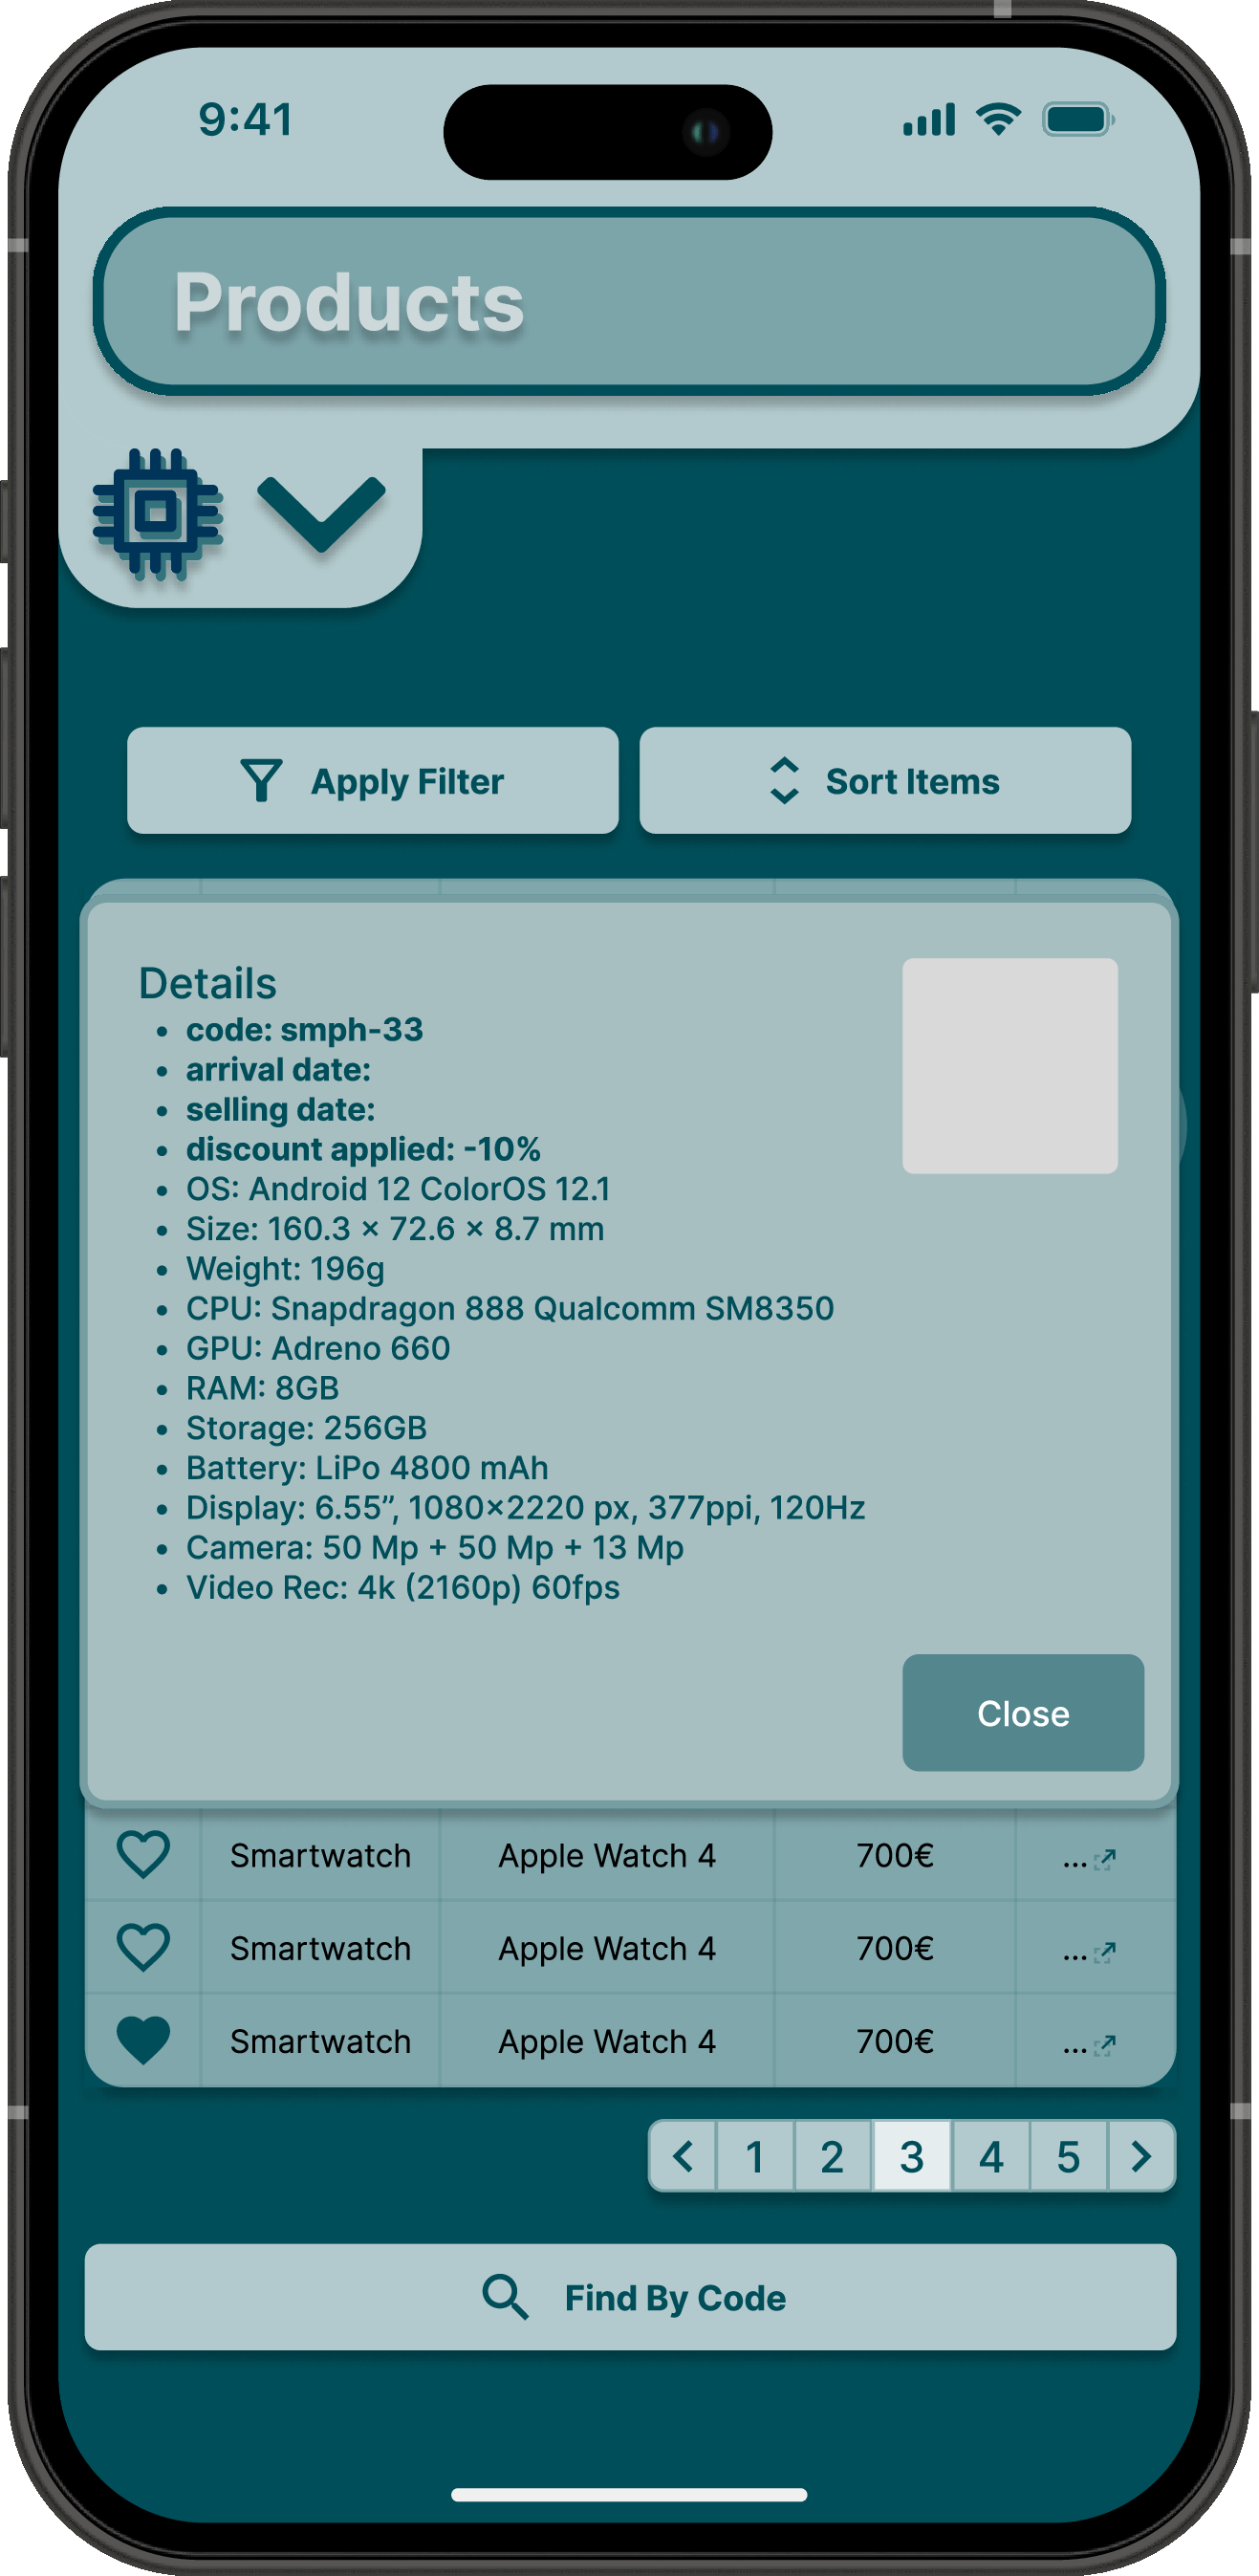 9:41
Products
Apply Filter
Sort Items
Details
• code: smph-33
• arrival date:
• selling date:
• discount applied: -10%
• OS: Android 12 ColorOS 12.1
• Size: 160.3 × 72.6 × 8.7 mm
• Weight: 196g
• CPU: Snapdragon 888 Qualcomm SM8350
• GPU: Adreno 660
• RAM: 8GB
• Storage: 256GB
• Battery: LiPo 4800 mAh
• Display: 6.55”, 1080×2220 px, 377ppi, 120Hz
• Camera: 50 Mp + 50 Mp + 13 Mp
• Video Rec: 4k (2160p) 60fps
Close
Smartwatch Apple Watch 4 700€ ...
Smartwatch Apple Watch 4 700€ ...
Smartwatch Apple Watch 4 700€ ...
1 2 3 4 5
Find By Code